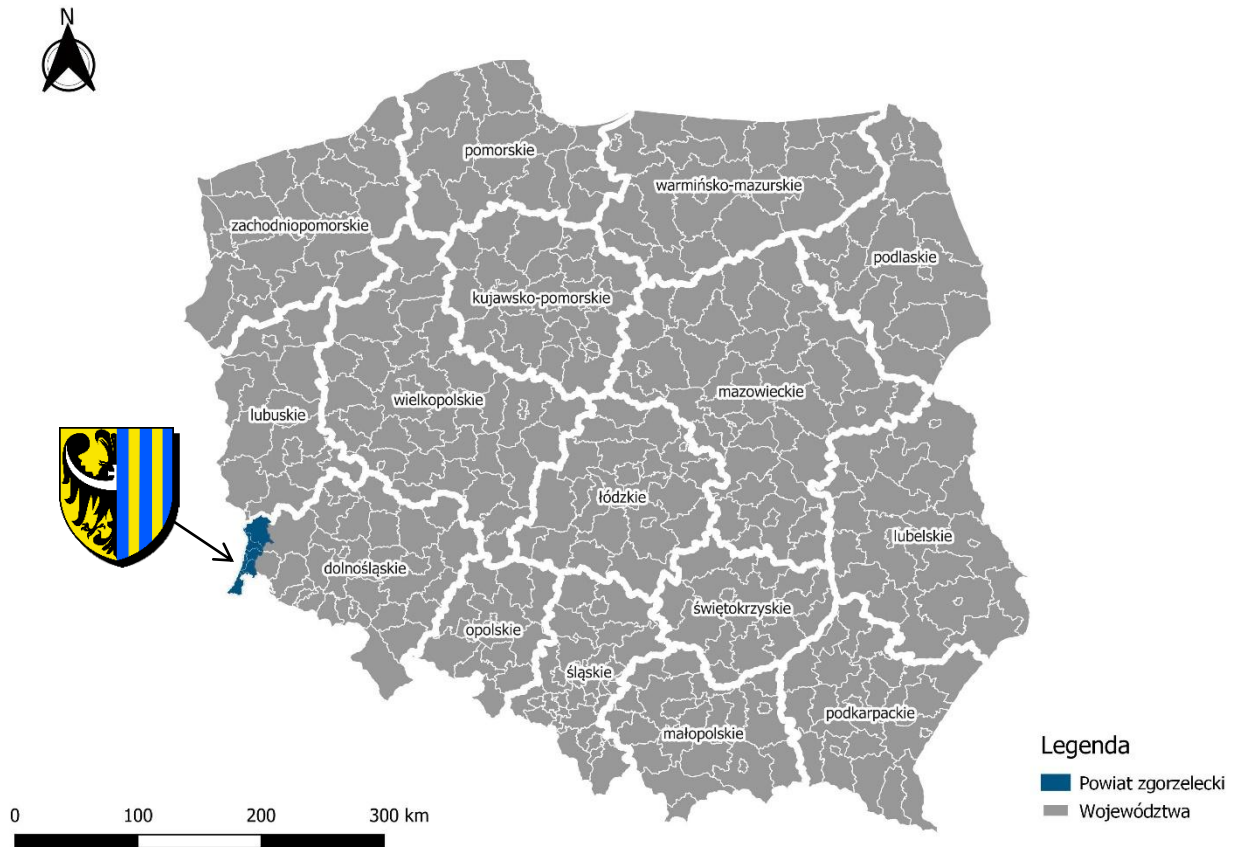 N
pomorskie
warmińsko-mazurskie
zachodniopomorskie
podlaskie
kujawsko-pomorskie
mazowieckie
wielkopolskie
lubuskie
łódzkie
lubelskie
dolnośląskie
świętokrzyskie
opolskie
śląskie
podkarpackie
małopolskie
Legenda
Powiat zgorzelecki
Województwa
0 100 200 300 km